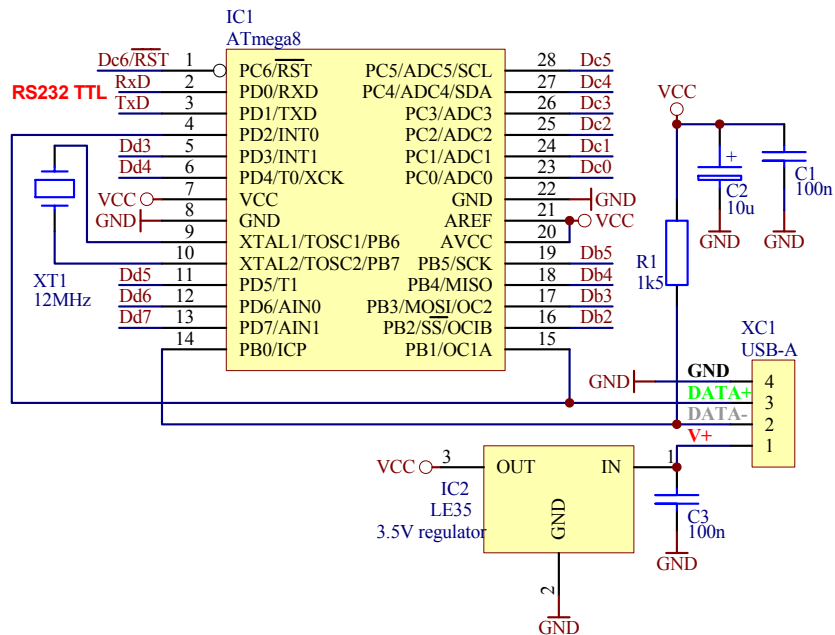 IC1
ATmega8
Dc6/RST 1 PC6/RST PC5/ADC5/SCL 28 Dc5
RS232 TTL RxD 2 PD0/RXD PC4/ADC4/SDA 27 Dc4
TxD 3 PD1/TXD PC3/ADC3 26 Dc3
4 PD2/INT0 PC2/ADC2 25 Dc2
Dd3 5 PD3/INT1 PC1/ADC1 24 Dc1
Dd4 6 PD4/T0/XCK PC0/ADC0 23 Dc0
VCC 7 VCC GND 22 GND
GND 8 GND AREF 21 VCC
9 XTAL1/TOSC1/PB6 AVCC 20
10 XTAL2/TOSC2/PB7 PB5/SCK 19 Db5
Dd5 11 PD5/T1 PB4/MISO 18 Db4
Dd6 12 PD6/AIN0 PB3/MOSI/OC2 17 Db3
Dd7 13 PD7/AIN1 PB2/SS/OCIB 16 Db2
14 PB0/ICP PB1/OC1A 15
XT1
12MHz
VCC
+
C2
10u
GND
C1
100n
GND
R1
1k5
XC1
USB-A
GND GND 4
DATA+ 3
DATA- 2
V+ 1
VCC 3 OUT IN 1
GND
2
GND
IC2
LE35
3.5V regulator
C3
100n
GND